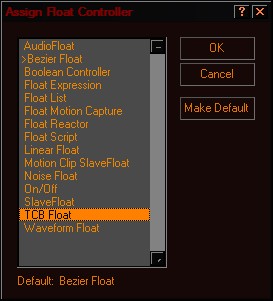 Assign Float Controller
? X
AudioFloat
>Bezier Float
Boolean Controller
Float Expression
Float List
Float Motion Capture
Float Reactor
Float Script
Linear Float
Motion Clip SlaveFloat
Noise Float
On/Off
SlaveFloat
TCB Float
Waveform Float
OK
Cancel
Make Default
Default: Bezier Float